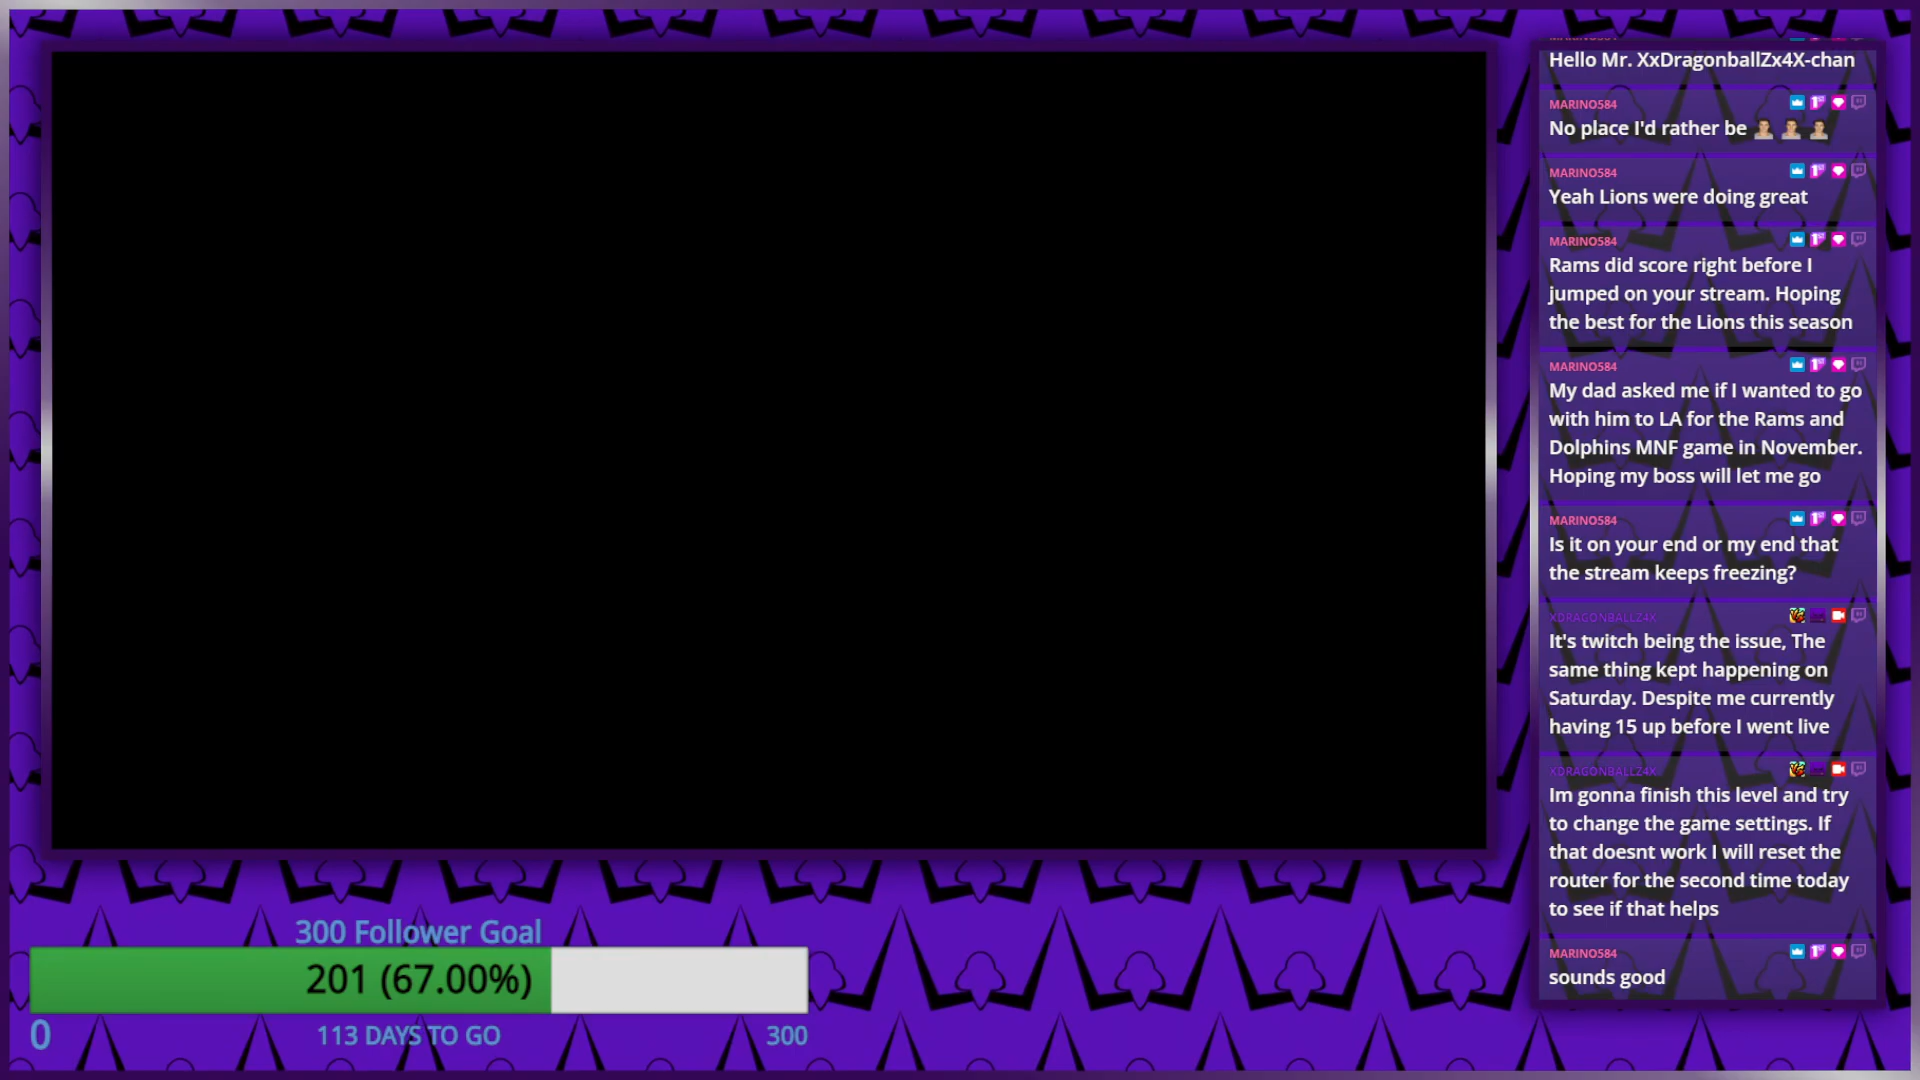 Hello Mr. XxDragonballZx4X-chan
MARINO584
No place I'd rather be
MARINO584
Yeah Lions were doing great
MARINO584
Rams did score right before I
jumped on your stream. Hoping
the best for the Lions this season
MARINO584
My dad asked me if I wanted to go
with him to LA for the Rams and
Dolphins MNF game in November.
Hoping my boss will let me go
MARINO584
Is it on your end or my end that
the stream keeps freezing?
XDRAGONBALLZ4X
It's twitch being the issue, The
same thing kept happening on
Saturday. Despite me currently
having 15 up before I went live
XDRAGONBALLZ4X
Im gonna finish this level and try
to change the game settings. If
that doesnt work I will reset the
router for the second time today
to see if that helps
MARINO584
sounds good
300 Follower Goal
201 (67.00%)
0
113 DAYS TO GO
300